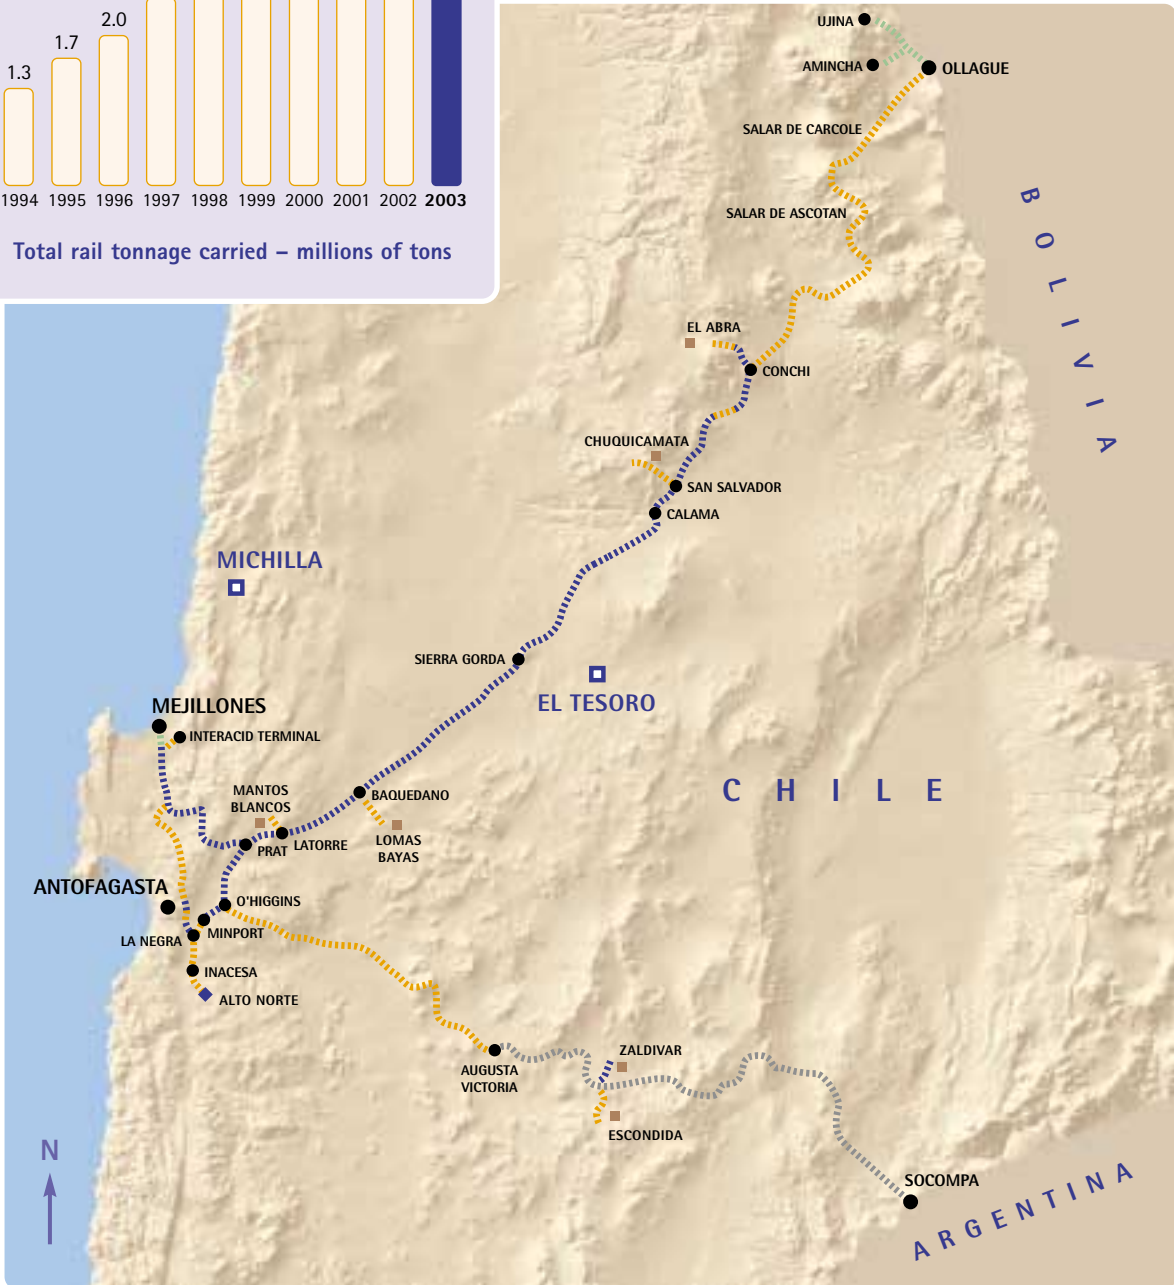 2.0
1.7
1.3
1994 1995 1996 1997 1998 1999 2000 2001 2002 2003
Total rail tonnage carried – millions of tons
UJINA
AMINCHA
OLLAGUE
SALAR DE CARCOLE
SALAR DE ASCOTAN
BOLIVIA
EL ABRA
CONCHI
CHUQUICAMATA
SAN SALVADOR
CALAMA
MICHILLA
SIERRA GORDA
EL TESORO
MEJILLONES
INTERACID TERMINAL
MANTOS
BLANCOS
BAQUEDANO
CHILE
LATORRE
PRAT
LOMAS
BAYAS
ANTOFAGASTA
O'HIGGINS
MINPORT
LA NEGRA
INACESA
ALTO NORTE
AUGUSTA
VICTORIA
ZALDIVAR
ESCONDIDA
N
SOCOMPA
ARGENTINA